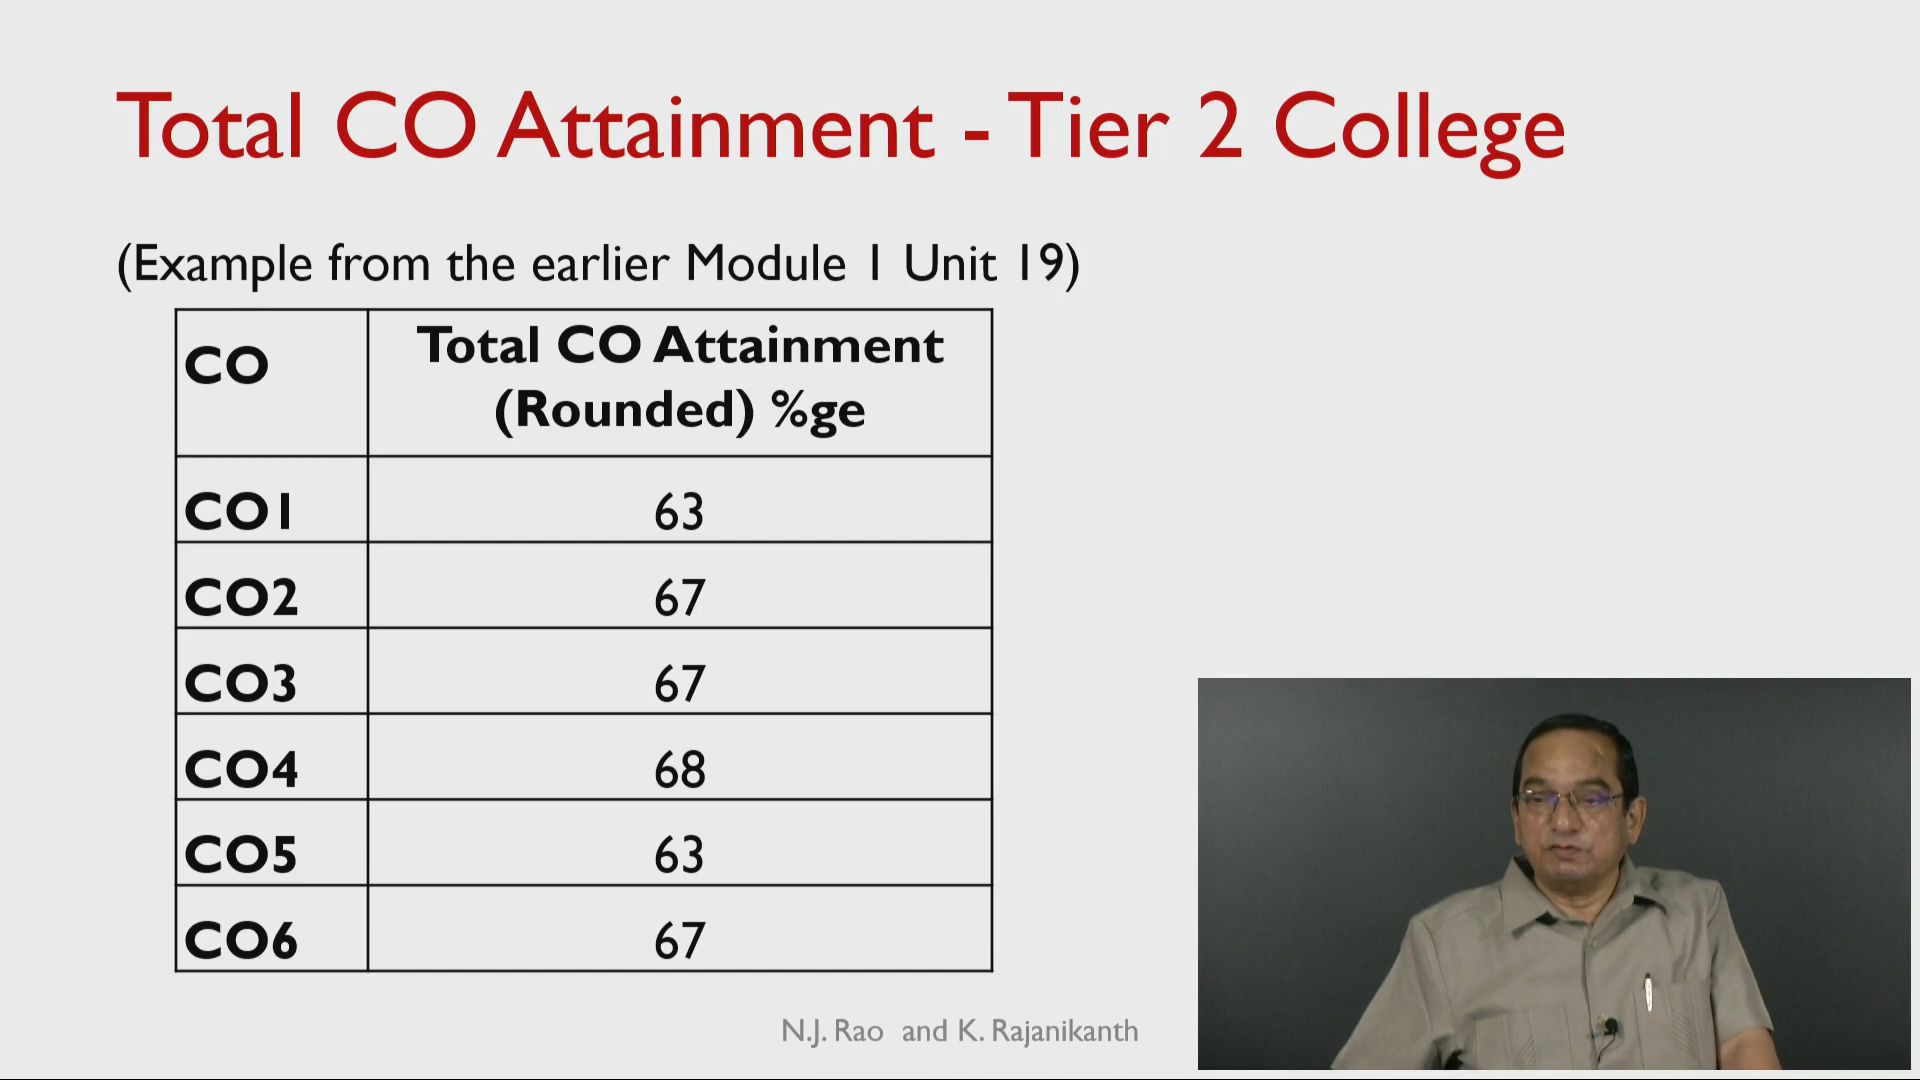 Total CO Attainment - Tier 2 College
(Example from the earlier Module 1 Unit 19)
CO Total CO Attainment
(Rounded) %ge
CO1 63
CO2 67
CO3 67
CO4 68
CO5 63
CO6 67
N.J. Rao and K. Rajanikanth